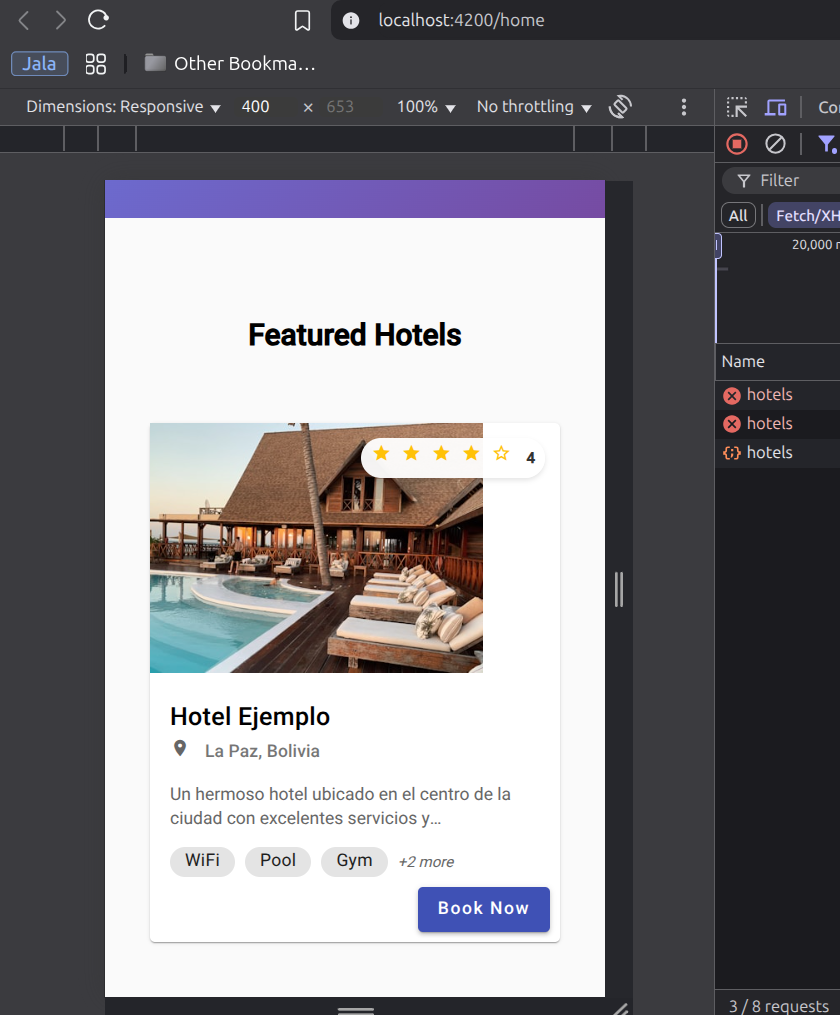 localhost:4200/home
Jala
Other Bookma...
Dimensions: Responsive 400 × 653 100% No throttling
Co
Filter
All Fetch/XH
20,000 r
Featured Hotels
4
Name
hotels
hotels
hotels
Hotel Ejemplo
La Paz, Bolivia
Un hermoso hotel ubicado en el centro de la
ciudad con excelentes servicios y...
WiFi Pool Gym +2 more
Book Now
3 / 8 requests